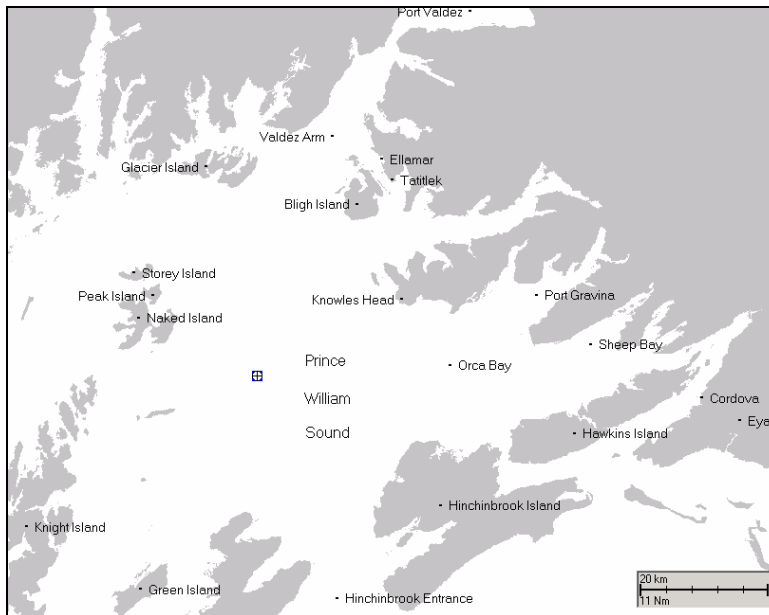 Port Valdez
Valdez Arm
Ellamar
Glacier Island
Tatitlek
Bligh Island
Storey Island
Peak Island
Knowles Head
Port Gravina
Naked Island
Sheep Bay
Prince
Orca Bay
William
Cordova
Eya
Sound
Hawkins Island
Hinchinbrook Island
Knight Island
20 km
Green Island
Hinchinbrook Entrance
11 Nm